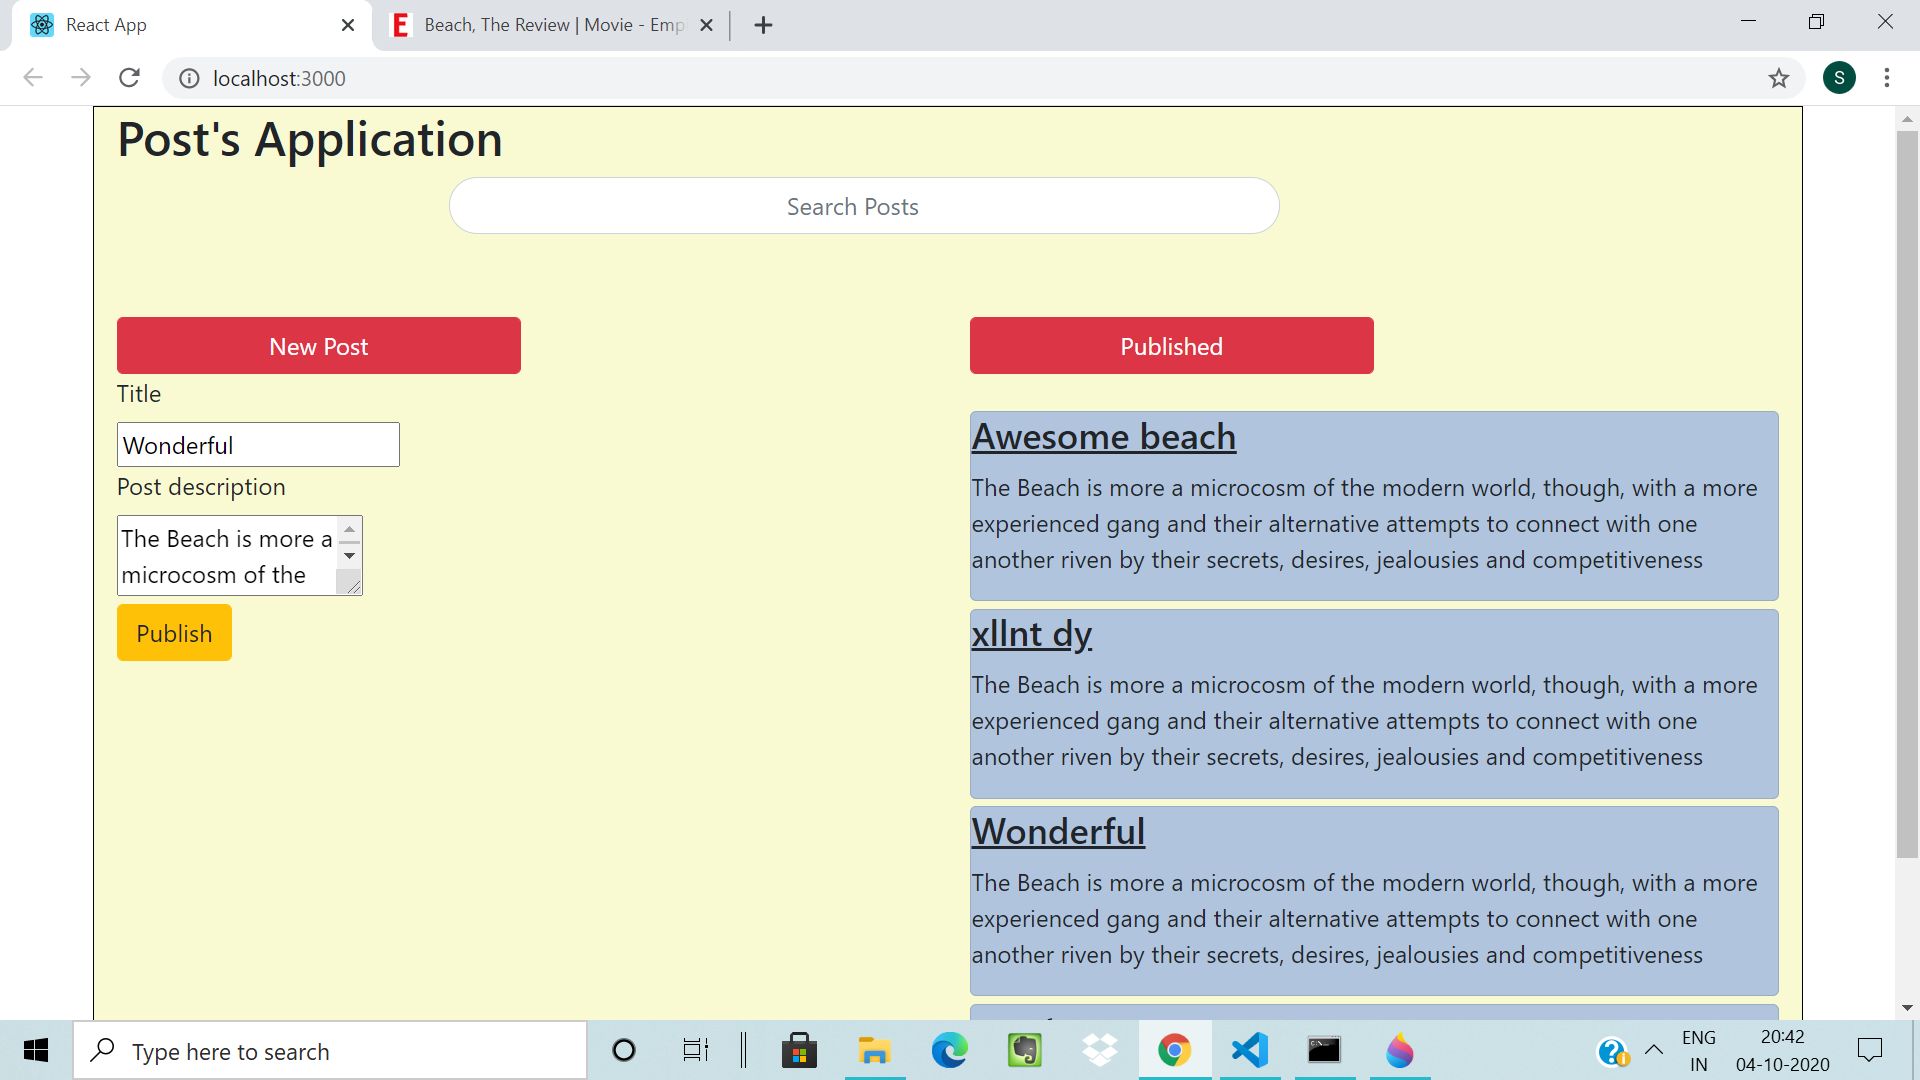 React App
Beach, The Review | Movie - Emp
localhost:3000
S
Post's Application
Search Posts
New Post
Title
Wonderful
Post description
The Beach is more a
microcosm of the
Publish
Published
Awesome beach
The Beach is more a microcosm of the modern world, though, with a more
experienced gang and their alternative attempts to connect with one
another riven by their secrets, desires, jealousies and competitiveness
xllnt dy
The Beach is more a microcosm of the modern world, though, with a more
experienced gang and their alternative attempts to connect with one
another riven by their secrets, desires, jealousies and competitiveness
Wonderful
The Beach is more a microcosm of the modern world, though, with a more
experienced gang and their alternative attempts to connect with one
another riven by their secrets, desires, jealousies and competitiveness
Type here to search
ENG
IN
20:42
04-10-2020